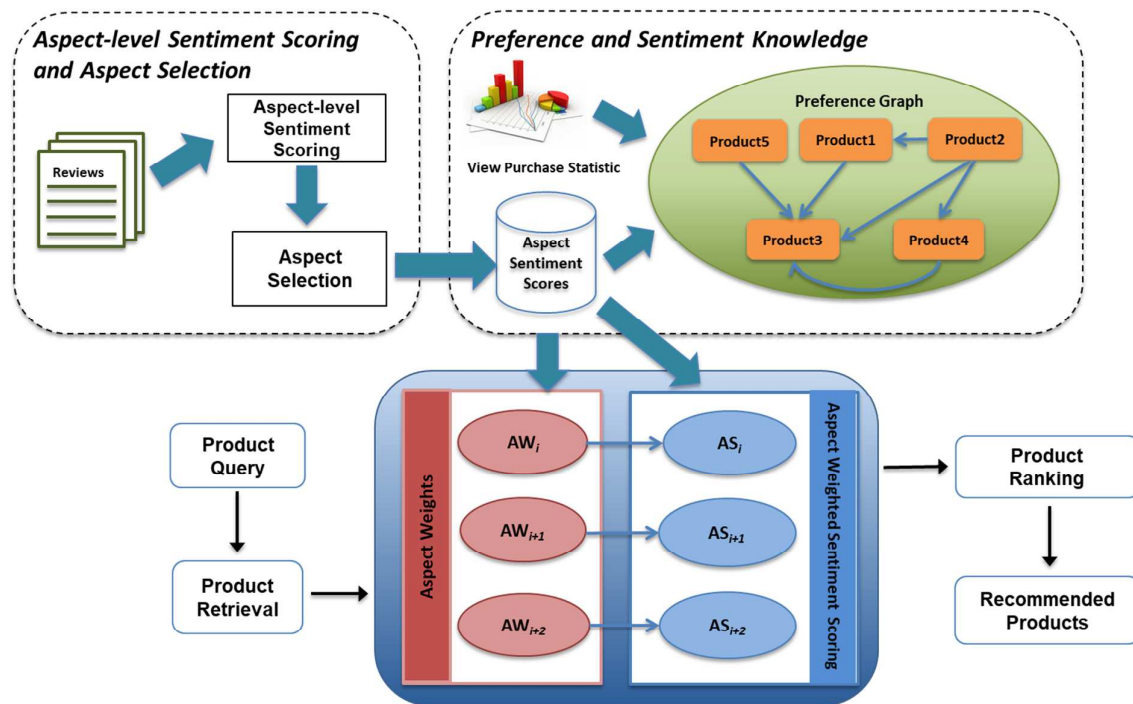 Aspect-level Sentiment Scoring
and Aspect Selection
Reviews
Aspect-level
Sentiment
Scoring
Aspect
Selection
Preference and Sentiment Knowledge
View Purchase Statistic
Aspect
Sentiment
Scores
Preference Graph
Product5
Product1
Product2
Product3
Product4
Product
Query
Product
Retrieval
Aspect Weights
AWi
AWi+1
AWi+2
ASi
ASi+1
ASi+2
Aspect Weighted Sentiment Scoring
Product
Ranking
Recommended
Products